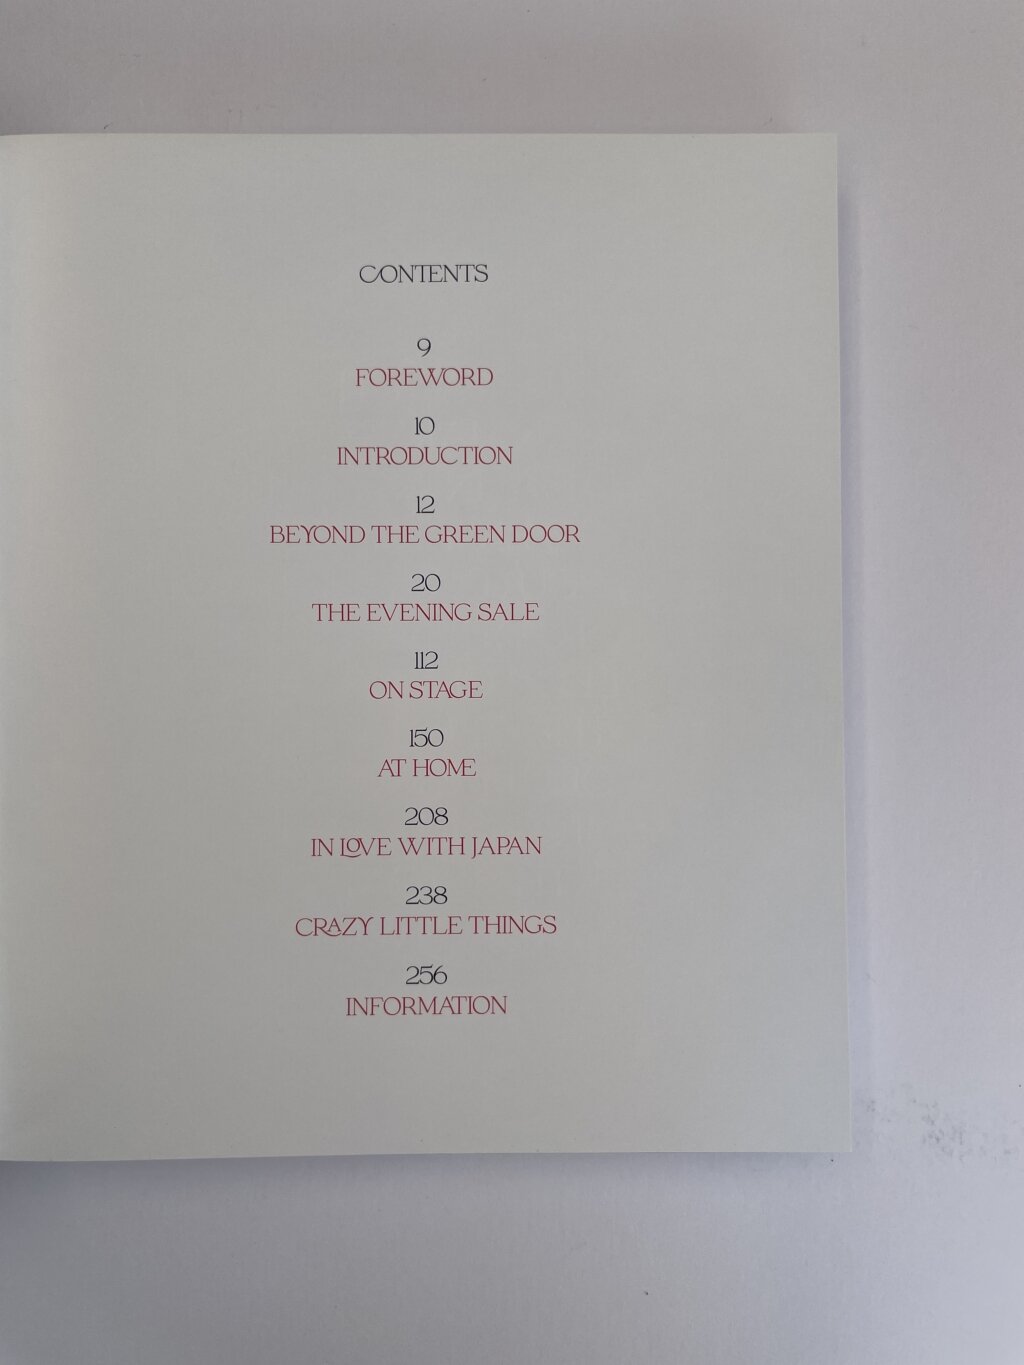 CONTENTS
9
FOREWORD
10
INTRODUCTION
12
BEYOND THE GREEN DOOR
20
THE EVENING SALE
112
ON STAGE
150
AT HOME
208
IN LOVE WITH JAPAN
238
CRAZY LITTLE THINGS
256
INFORMATION